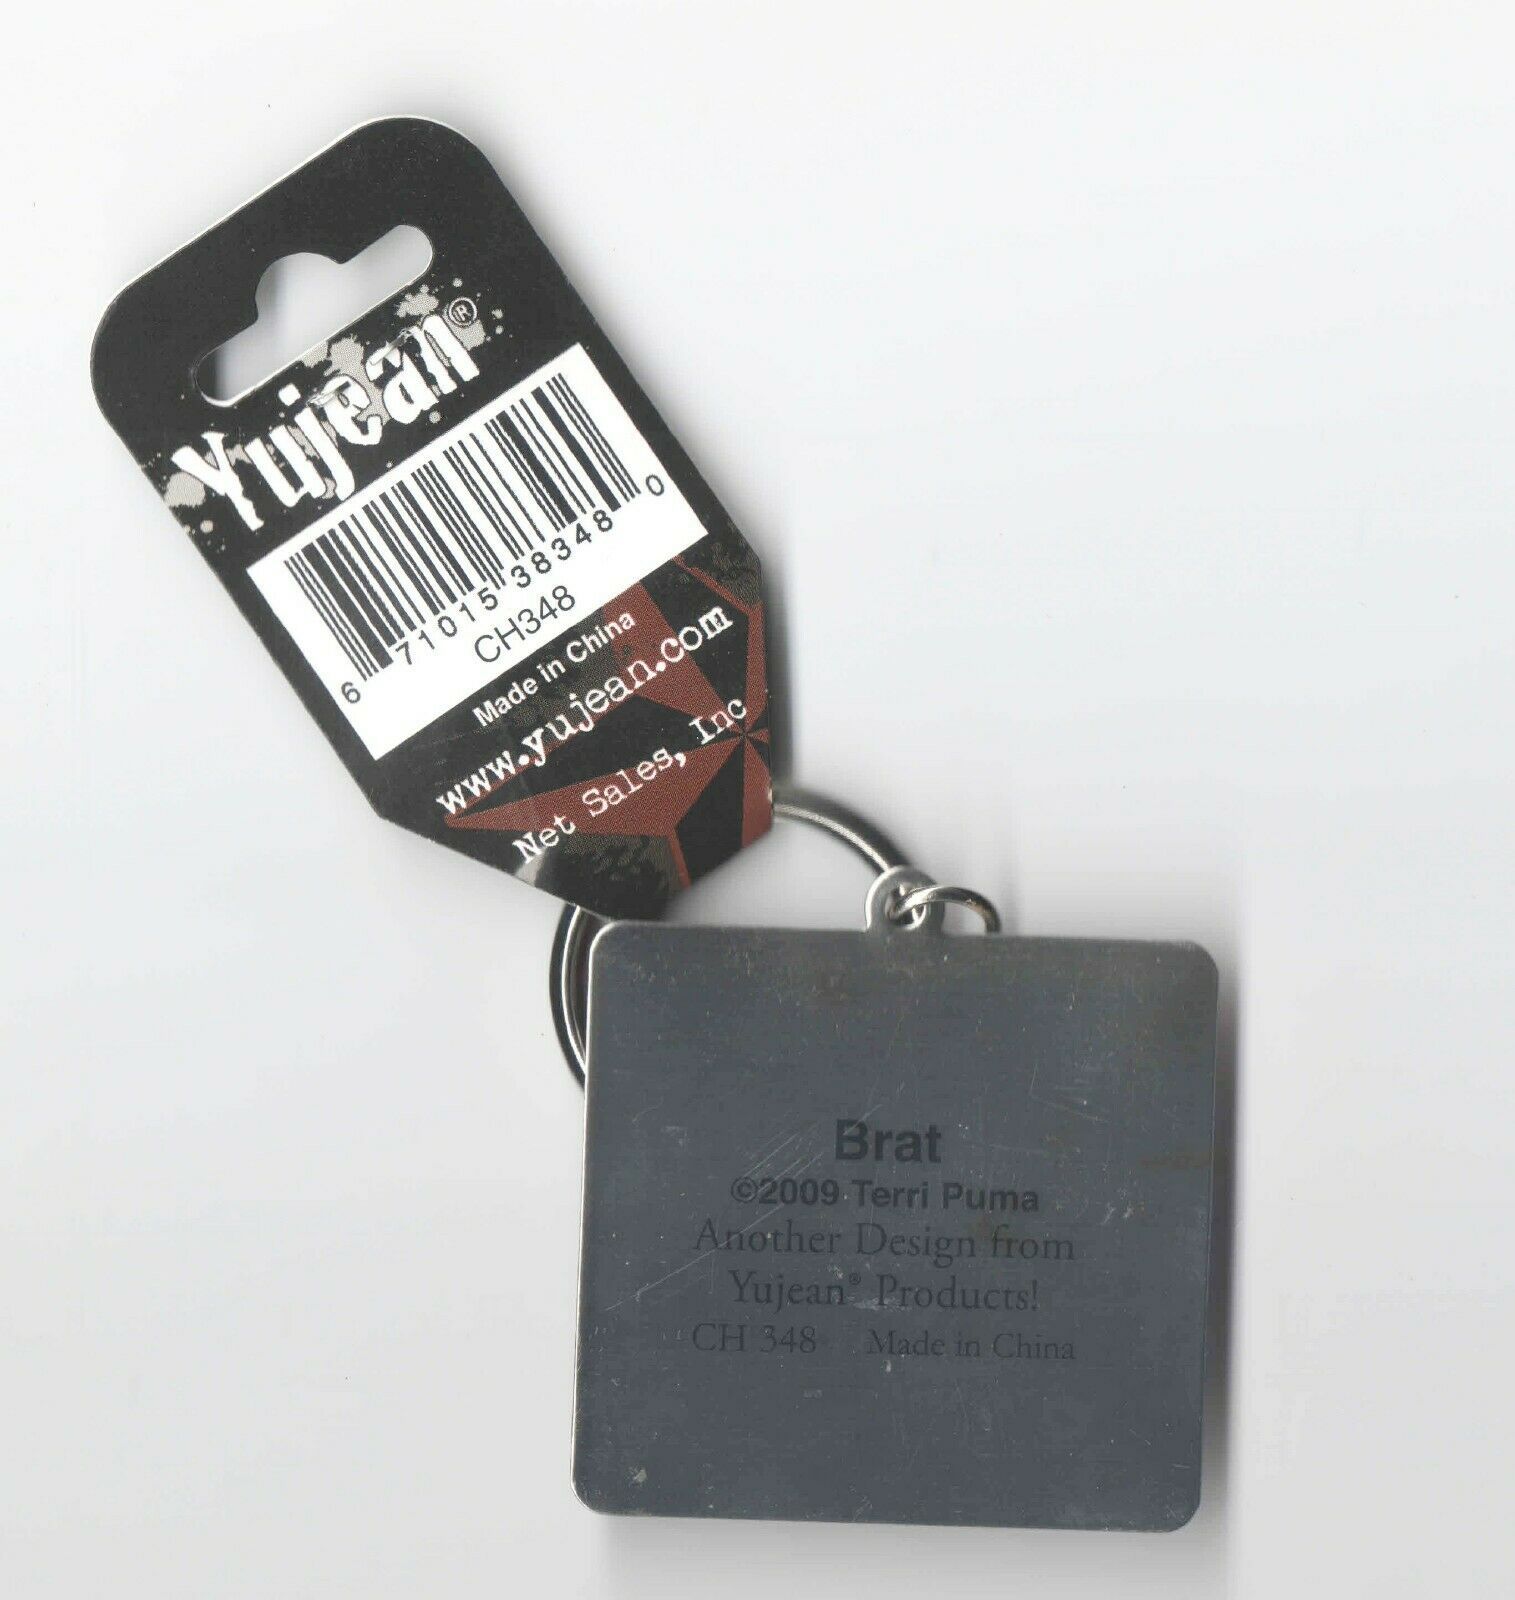 Yujean®
6 71015 38348 0
CH348
Made in China
www.yujean.com
Net Sales, Inc
Brat
©2009 Terri Puma
Another Design from
Yujean® Products!
CH 348 Made in China